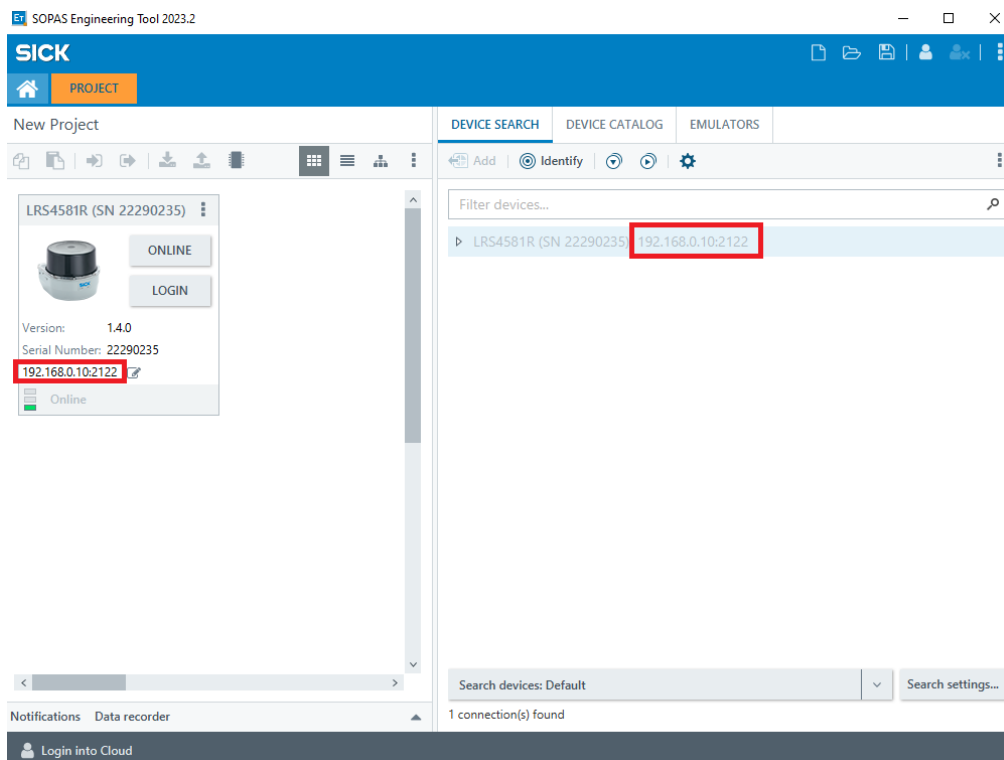 ET SOPAS Engineering Tool 2023.2
SICK
PROJECT
New Project
LRS4581R (SN 22290235)
ONLINE
LOGIN
SICK
Version: 1.4.0
Serial Number: 22290235
192.168.0.10:2122
Online
Notifications Data recorder
DEVICE SEARCH DEVICE CATALOG EMULATORS
Add Identify
Filter devices...
LRS4581R (SN 22290235) 192.168.0.10:2122
Search devices: Default Search settings...
1 connection(s) found
Login into Cloud